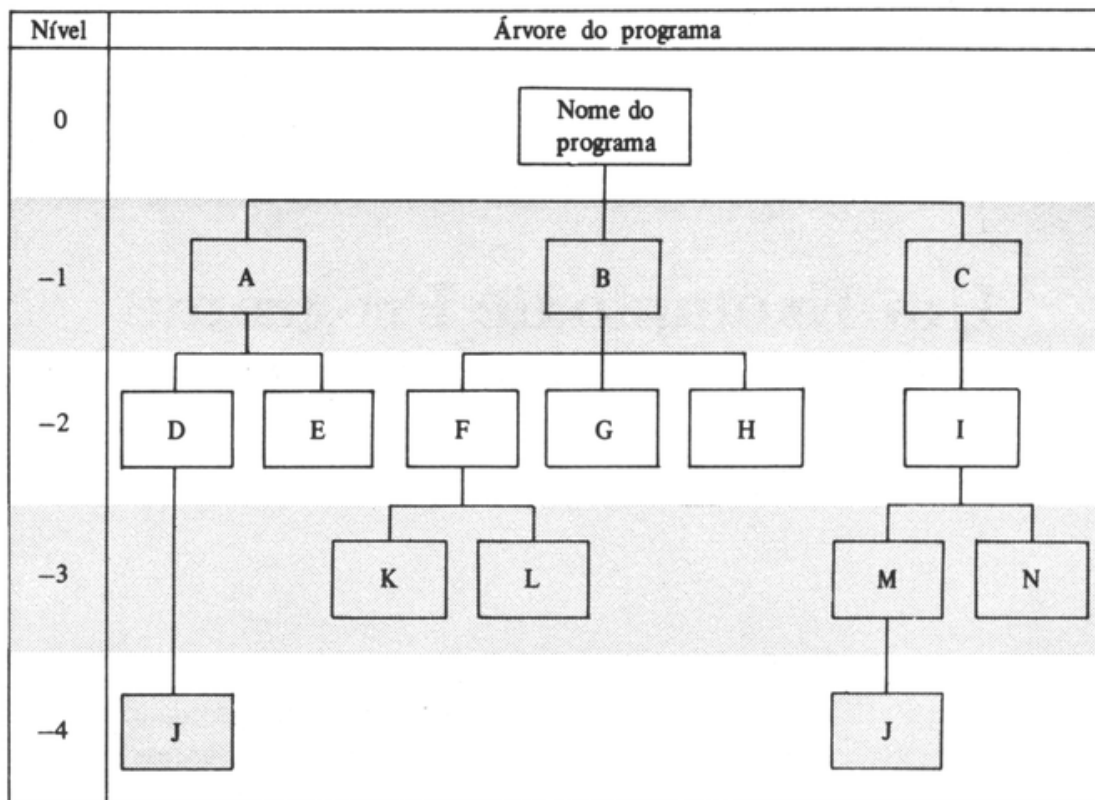 Nível Árvore do programa
0 Nome do
programa
−1 A B C
−2 D E F G H I
−3 K L M N
−4 J J